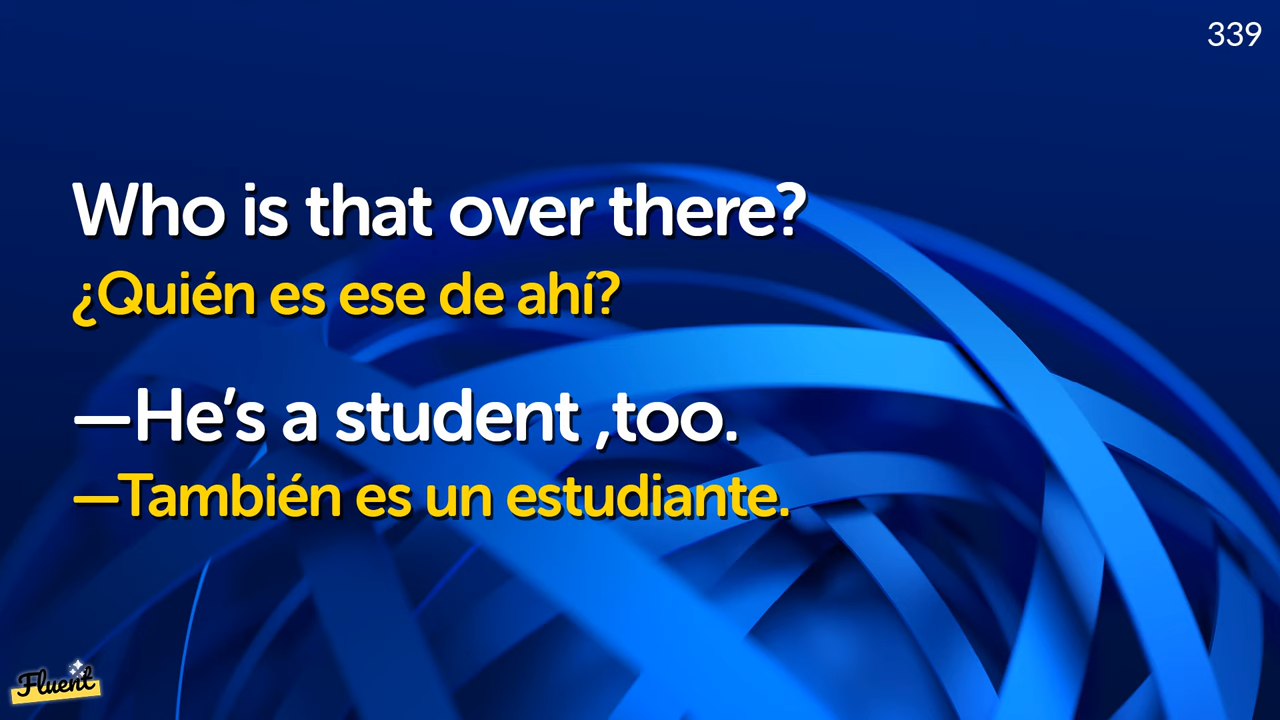 339
Who is that over there?
¿Quién es ese de ahí?
—He's a student ,too.
—También es un estudiante.
Fluent